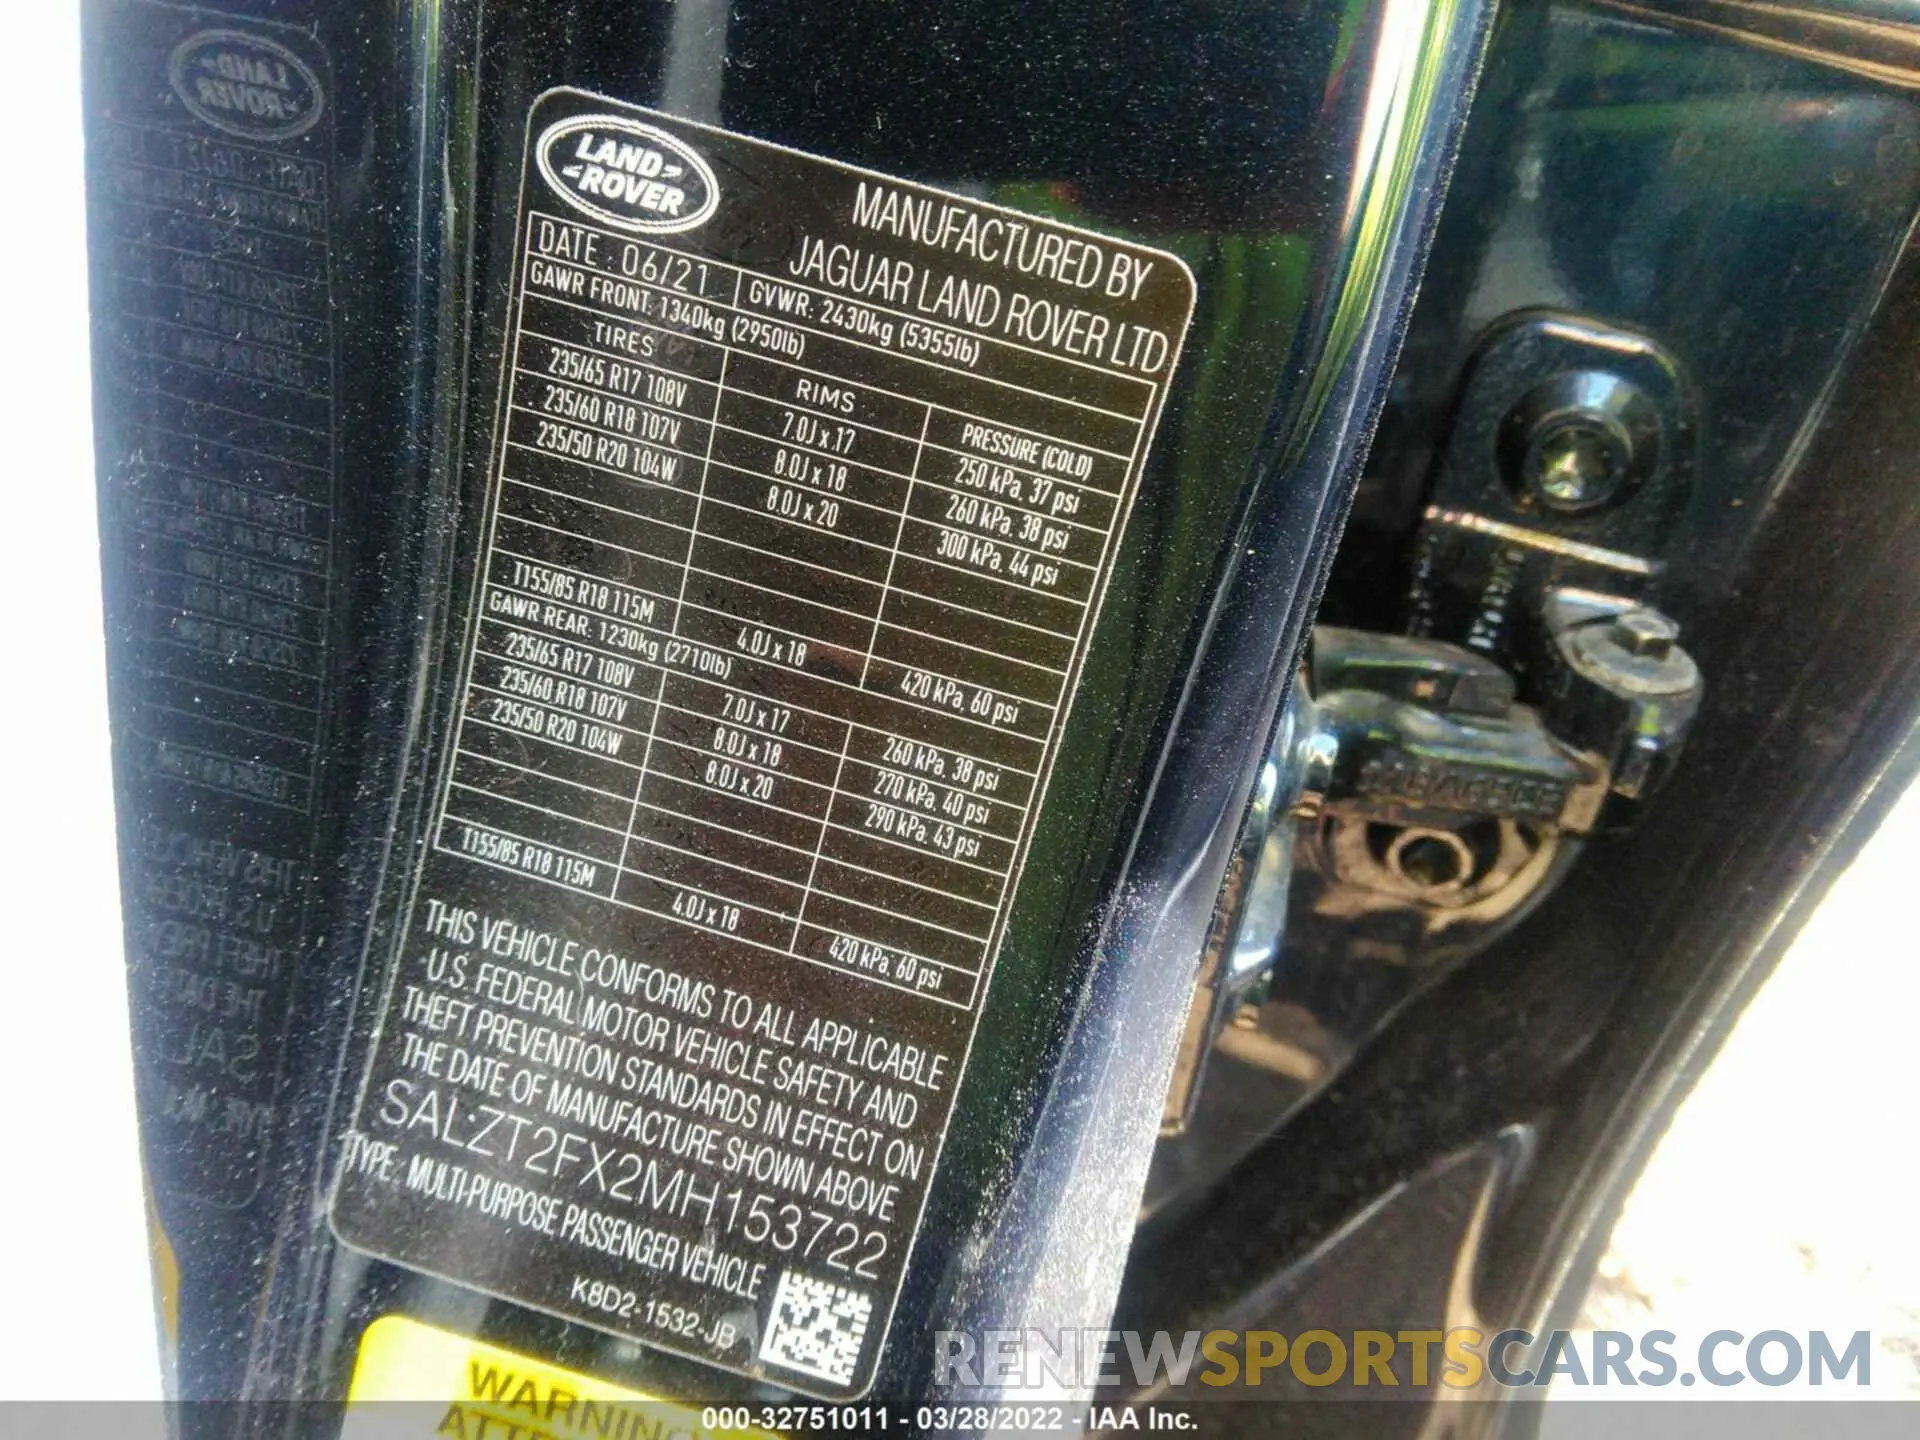 LAND
ROVER
MANUFACTURED BY
JAGUAR LAND ROVER LTD
DATE : 06/21
GVWR: 2430kg (5355lb)
GAWR FRONT: 1340kg (2950lb)
TIRES RIMS PRESSURE (COLD)
235/65 R17 108V 7.0J x 17 250 kPa, 37 psi
235/60 R18 107V 8.0J x 18 260 kPa, 38 psi
235/50 R20 104W 8.0J x 20 300 kPa, 44 psi
T155/85 R18 115M 4.0J x 18 420 kPa, 60 psi
GAWR REAR: 1230kg (2710lb)
235/65 R17 108V 7.0J x 17 260 kPa, 38 psi
235/60 R18 107V 8.0J x 18 270 kPa, 40 psi
235/50 R20 104W 8.0J x 20 290 kPa, 43 psi
T155/85 R18 115M 4.0J x 18 420 kPa, 60 psi
THIS VEHICLE CONFORMS TO ALL APPLICABLE
U.S. FEDERAL MOTOR VEHICLE SAFETY AND
THEFT PREVENTION STANDARDS IN EFFECT ON
THE DATE OF MANUFACTURE SHOWN ABOVE
SALZT2FX2MH153722
TYPE : MULTI-PURPOSE PASSENGER VEHICLE
K8D2-1532-JB
WARNING
RENEWSPORTSCARS.COM
000-32751011 - 03/28/2022 - IAA Inc.